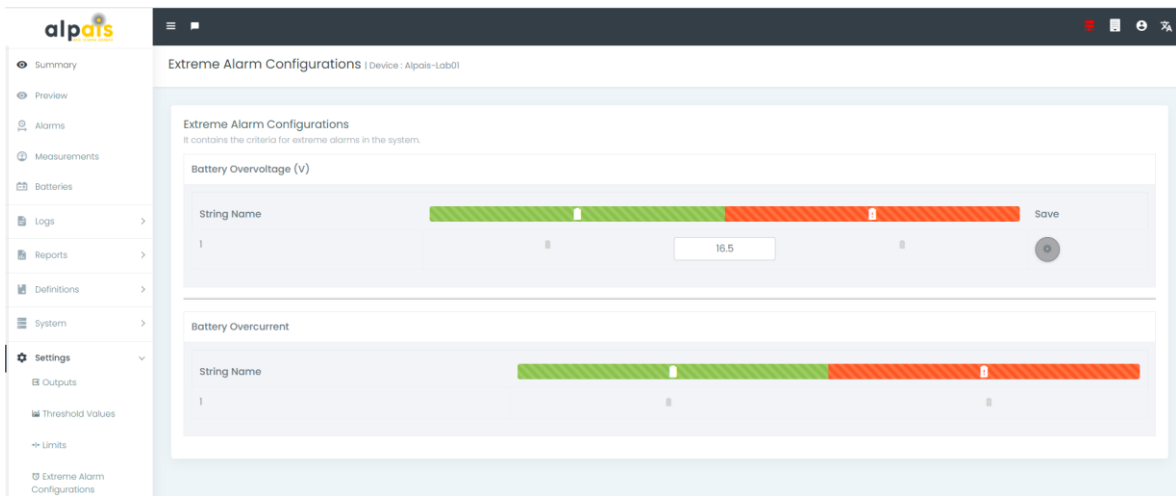 alpais
Summary
Extreme Alarm Configurations | Device : Alpais-Lab01
Preview
Alarms
Measurements
Batteries
Logs
Reports
Definitions
System
Settings
Outputs
Threshold Values
Limits
Extreme Alarm
Configurations
Extreme Alarm Configurations
It contains the criteria for extreme alarms in the system.
Battery Overvoltage (V)
String Name
Save
1
16.5
Battery Overcurrent
String Name
1